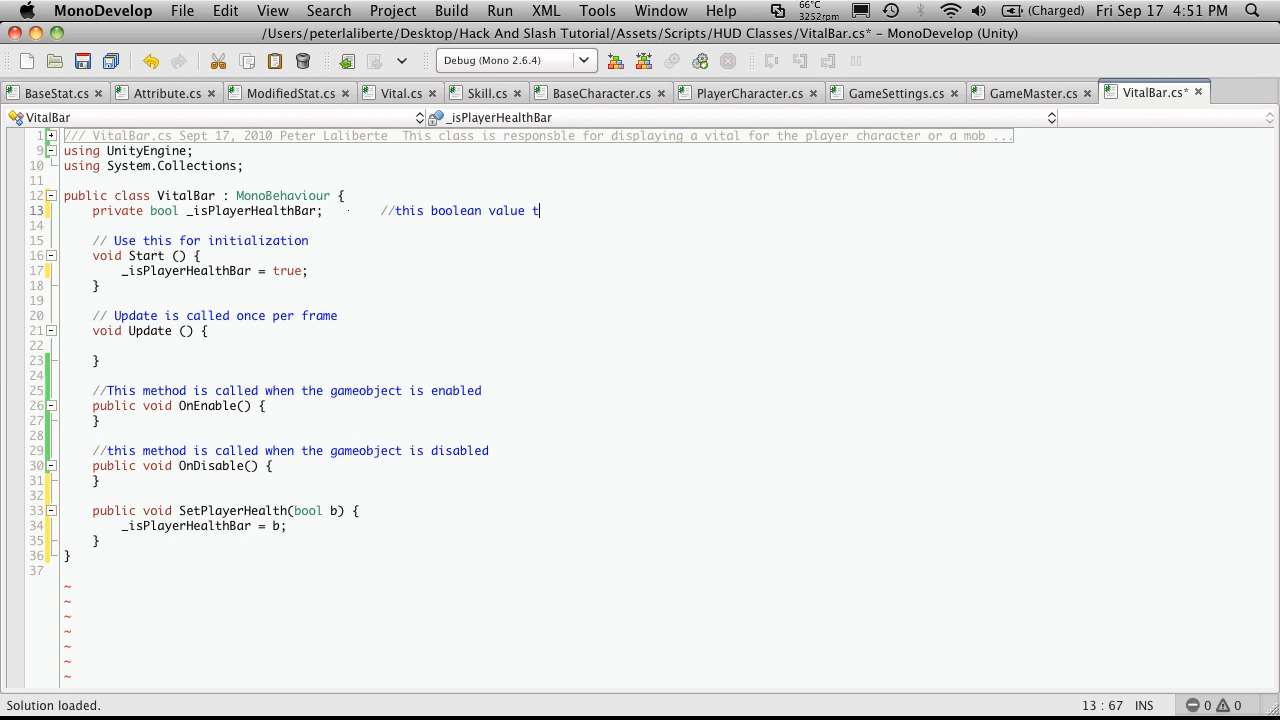 MonoDevelop File Edit View Search Project Build Run XML Tools Window Help 66°C 3252rpm (Charged) Fri Sep 17 4:51 PM
/Users/peterlaliberte/Desktop/Hack And Slash Tutorial/Assets/Scripts/HUD Classes/VitalBar.cs* – MonoDevelop (Unity)
Debug (Mono 2.6.4)
BaseStat.cs × Attribute.cs × ModifiedStat.cs × Vital.cs × Skill.cs × BaseCharacter.cs × PlayerCharacter.cs × GameSettings.cs × GameMaster.cs × VitalBar.cs* ×
VitalBar _isPlayerHealthBar
1 /// VitalBar.cs Sept 17, 2010 Peter Laliberte  This class is responsble for displaying a vital for the player character or a mob ...
9 using UnityEngine;
10 using System.Collections;
11
12 public class VitalBar : MonoBehaviour {
13     private bool _isPlayerHealthBar;        //this boolean value t
14
15     // Use this for initialization
16     void Start () {
17         _isPlayerHealthBar = true;
18     }
19
20     // Update is called once per frame
21     void Update () {
22
23     }
24
25     //This method is called when the gameobject is enabled
26     public void OnEnable() {
27     }
28
29     //this method is called when the gameobject is disabled
30     public void OnDisable() {
31     }
32
33     public void SetPlayerHealth(bool b) {
34         _isPlayerHealthBar = b;
35     }
36 }
37
~
~
~
~
~
~
~
Solution loaded. 13 : 67 INS 0 0